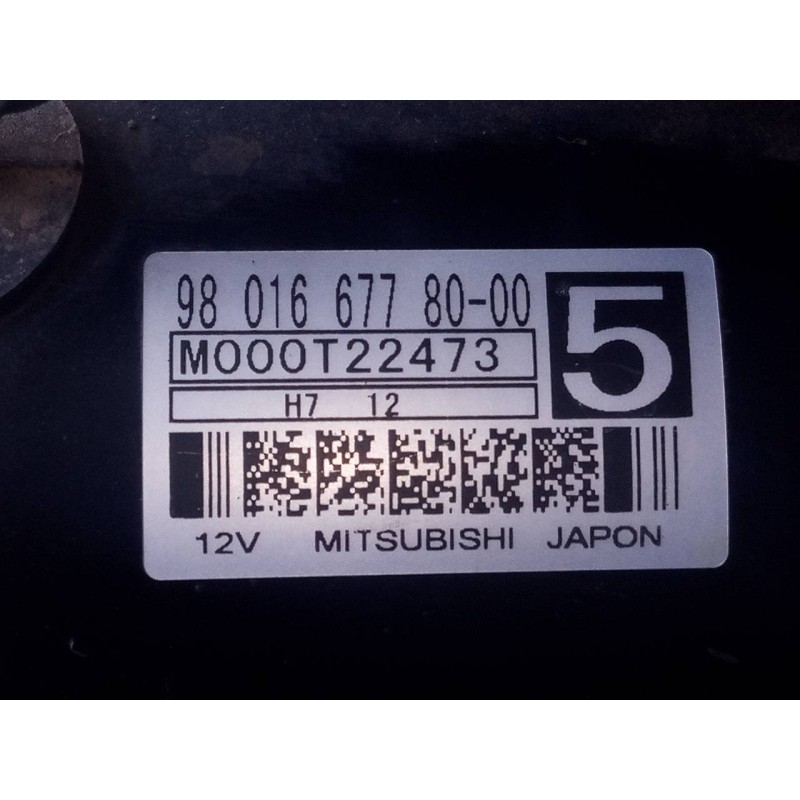 98 016 677 80-00
5
M000T22473
H7 12
12V MITSUBISHI JAPON